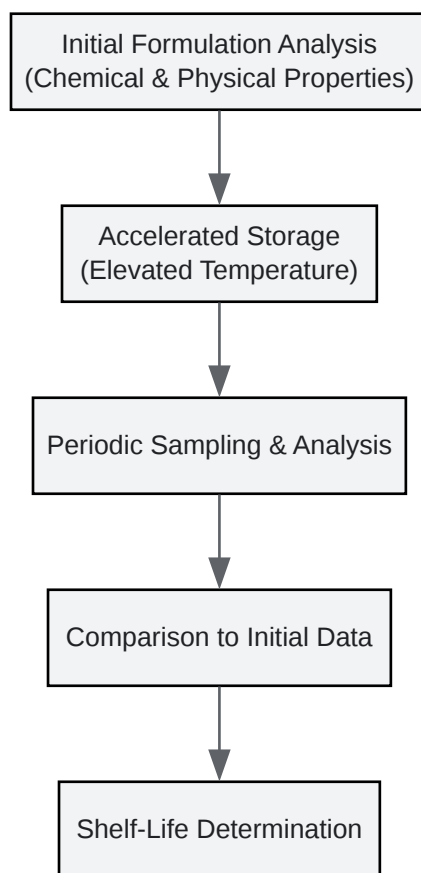 Initial Formulation Analysis
(Chemical & Physical Properties)
Accelerated Storage
(Elevated Temperature)
Periodic Sampling & Analysis
Comparison to Initial Data
Shelf-Life Determination